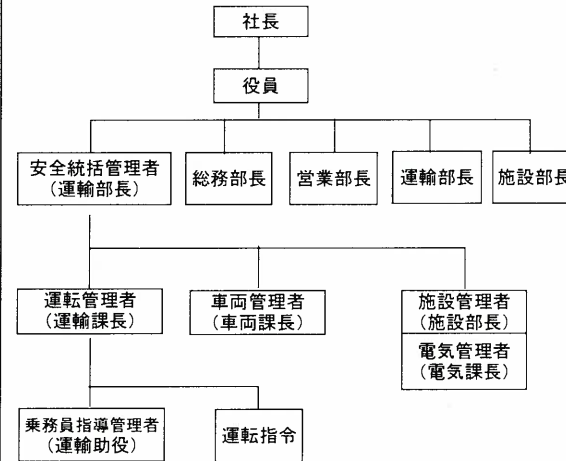 社長
役員
安全統括管理者
(運輸部長)
総務部長
営業部長
運輸部長
施設部長
運転管理者
(運輸課長)
車両管理者
(車両課長)
施設管理者
(施設部長)
電気管理者
(電気課長)
乗務員指導管理者
(運輸助役)
運転指令